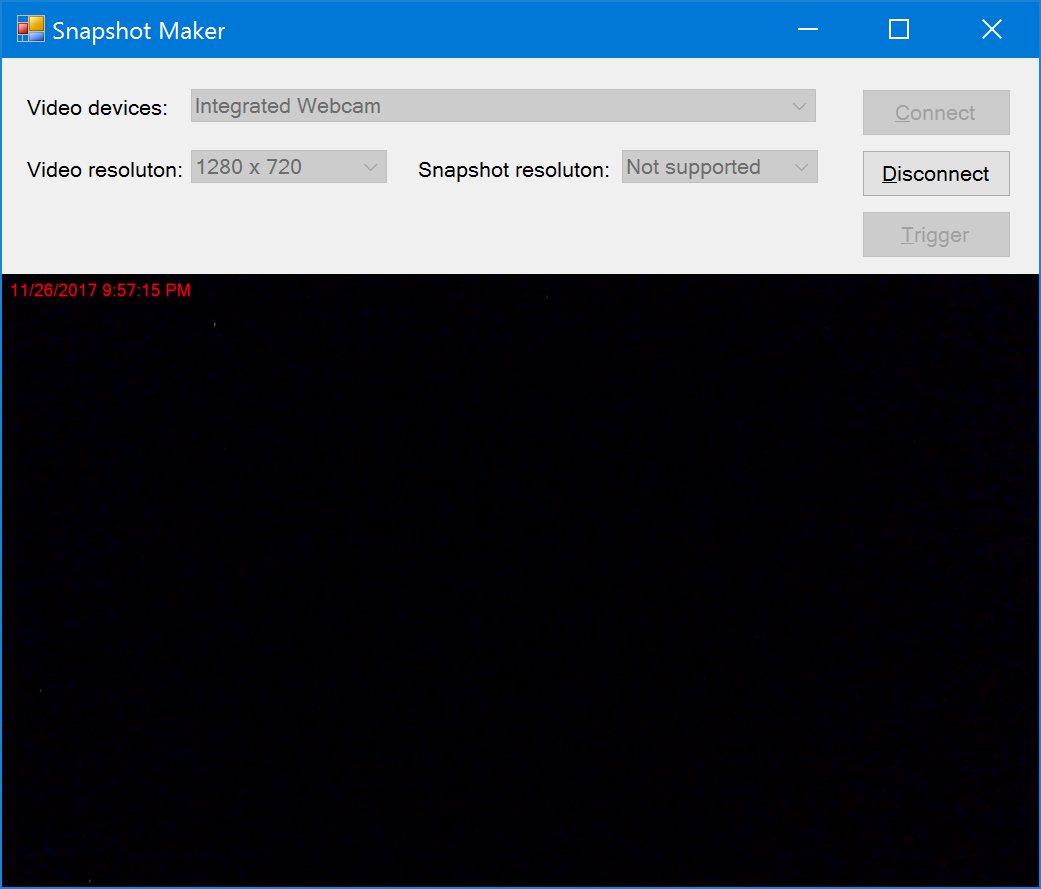 Snapshot Maker
Video devices: Integrated Webcam Connect
Video resoluton: 1280 x 720 Snapshot resoluton: Not supported Disconnect
Trigger
11/26/2017 9:57:15 PM